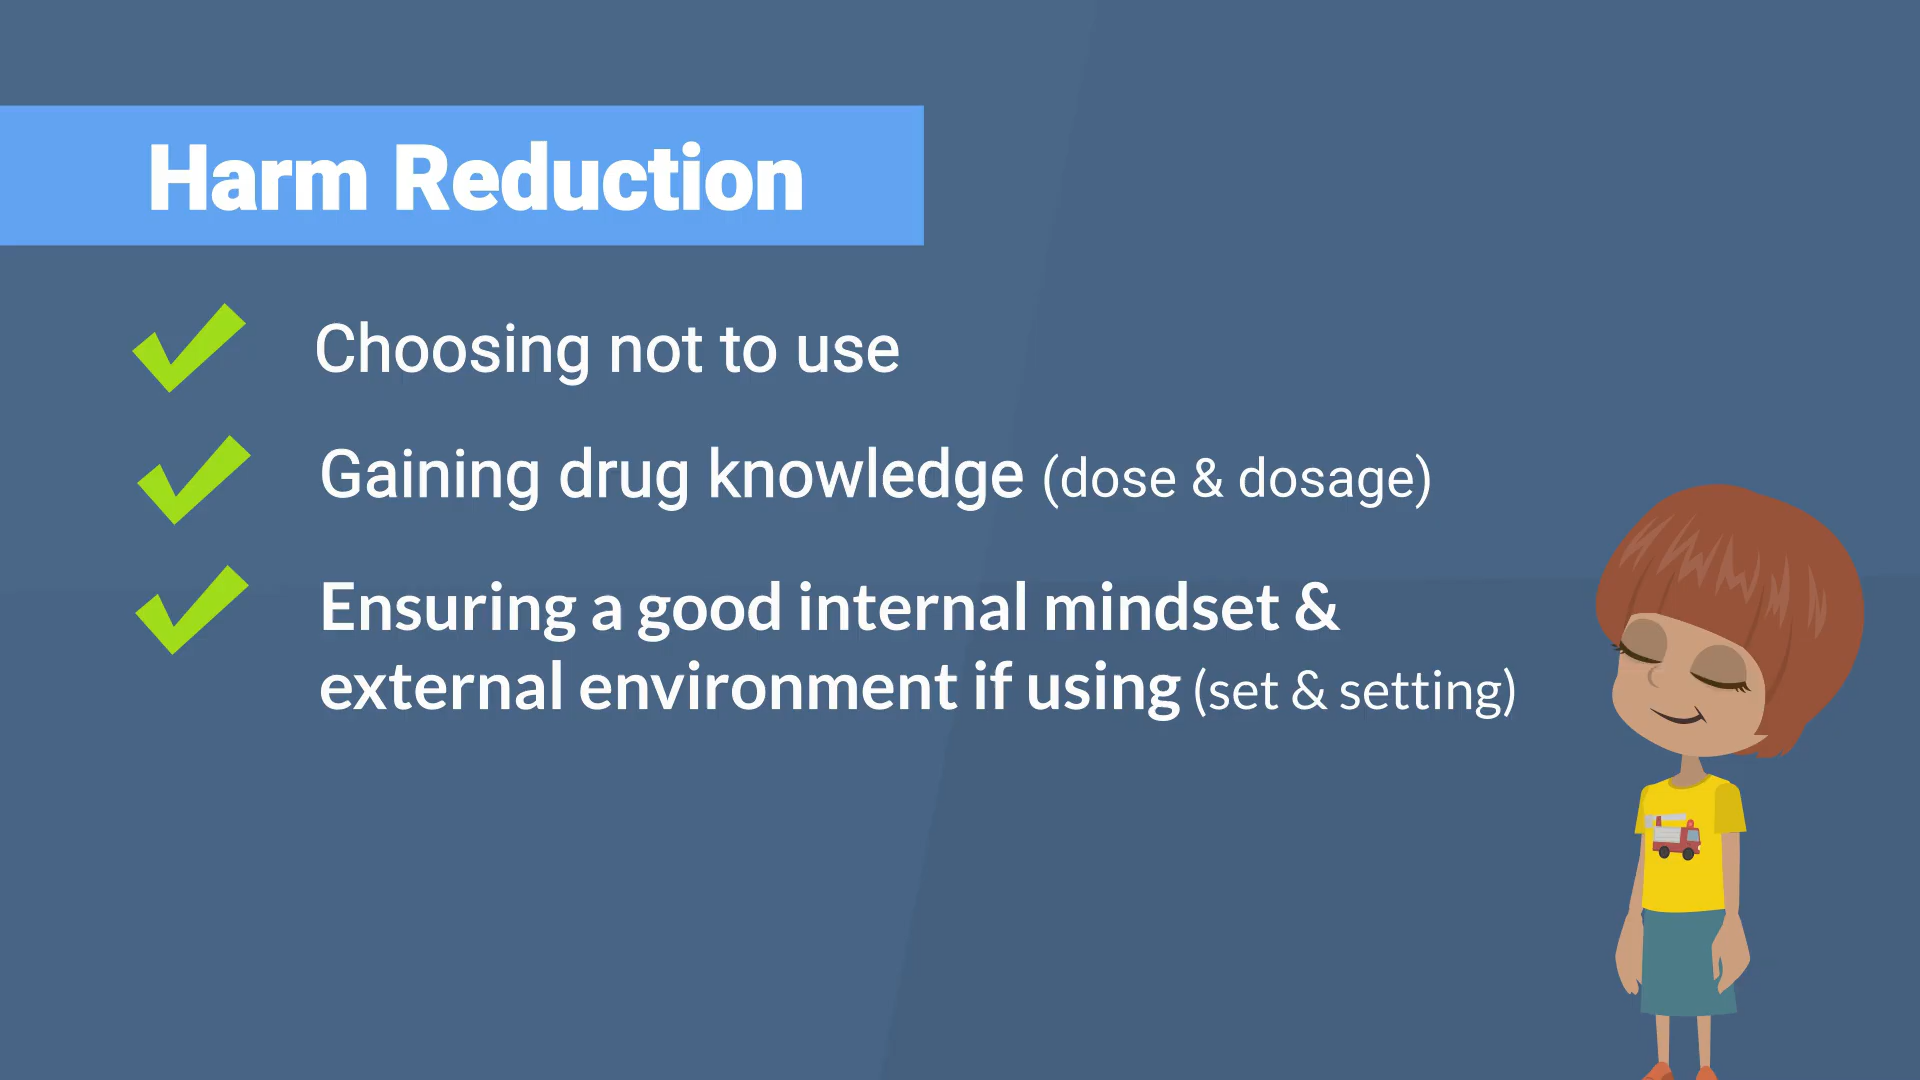 Harm Reduction
Choosing not to use
Gaining drug knowledge (dose & dosage)
Ensuring a good internal mindset &
external environment if using (set & setting)